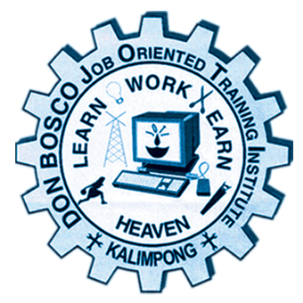 DON BOSCO JOB ORIENTED TRAINING INSTITUTE
KALIMPONG
LEARN WORK EARN
HEAVEN